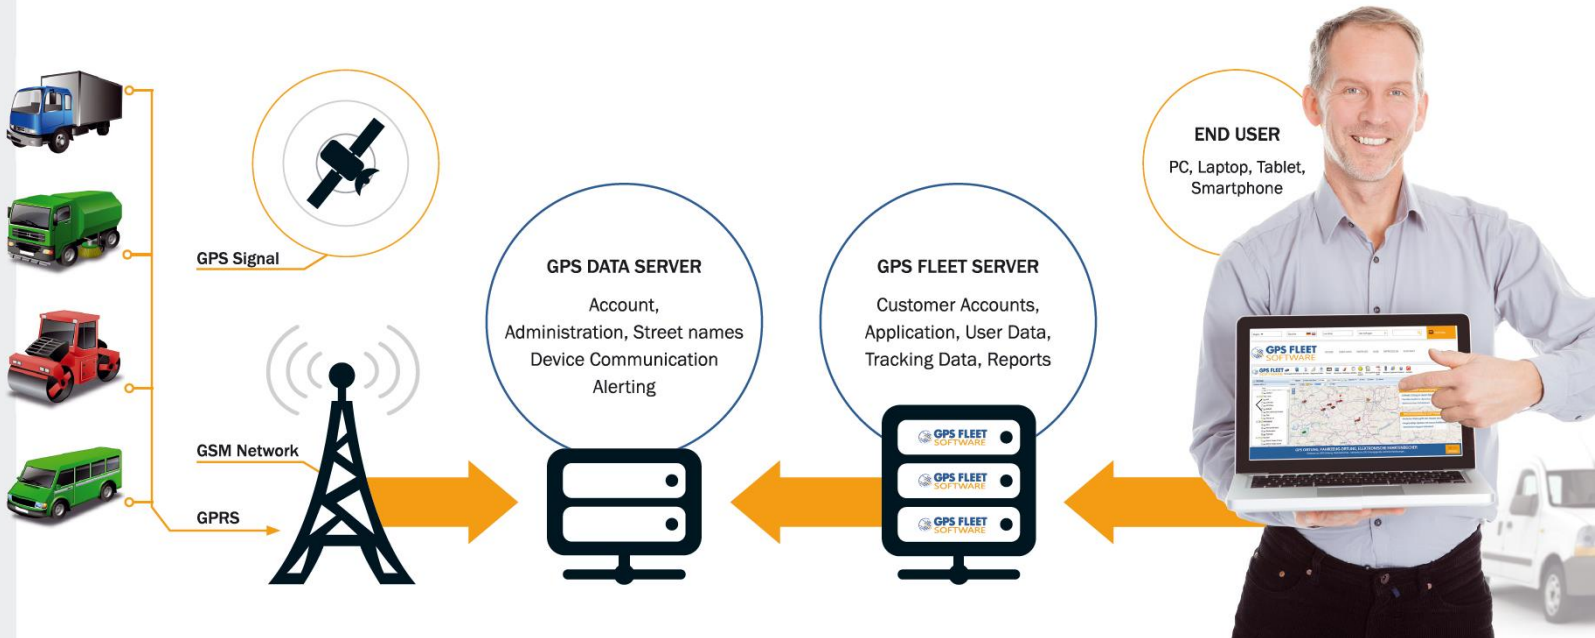 GPS Signal
GSM Network
GPRS
GPS DATA SERVER
Account,
Administration, Street names
Device Communication
Alerting
GPS FLEET SERVER
Customer Accounts,
Application, User Data,
Tracking Data, Reports
GPS FLEET
SOFTWARE
GPS FLEET
SOFTWARE
GPS FLEET
SOFTWARE
END USER
PC, Laptop, Tablet,
Smartphone
GPS FLEET
SOFTWARE
GPS FLEET